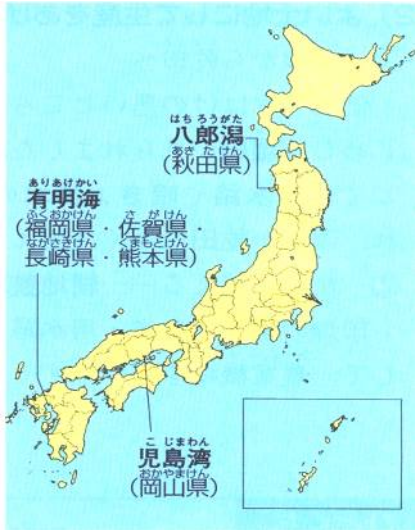 はちろうがた
八郎潟
あきたけん
(秋田県)
ありあけかい
有明海
ふくおかけん さがけん
(福岡県・佐賀県・
ながさきけん くまもとけん
長崎県・熊本県)
こじまわん
児島湾
おかやまけん
(岡山県)